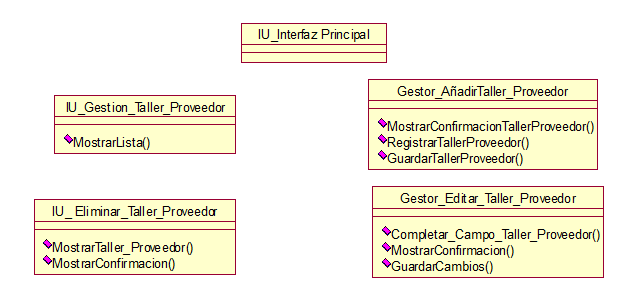 IU_Interfaz Principal
IU_Gestion_Taller_Proveedor
MostrarLista()
Gestor_AñadirTaller_Proveedor
MostrarConfirmacionTallerProveedor()
RegistrarTallerProveedor()
GuardarTallerProveedor()
IU_ Eliminar_Taller_Proveedor
MostrarTaller_Proveedor()
MostrarConfirmacion()
Gestor_Editar_Taller_Proveedor
Completar_Campo_Taller_Proveedor()
MostrarConfirmacion()
GuardarCambios()